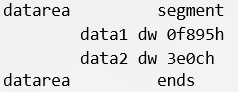 datarea segment
data1 dw 0f895h
data2 dw 3e0ch
datarea ends